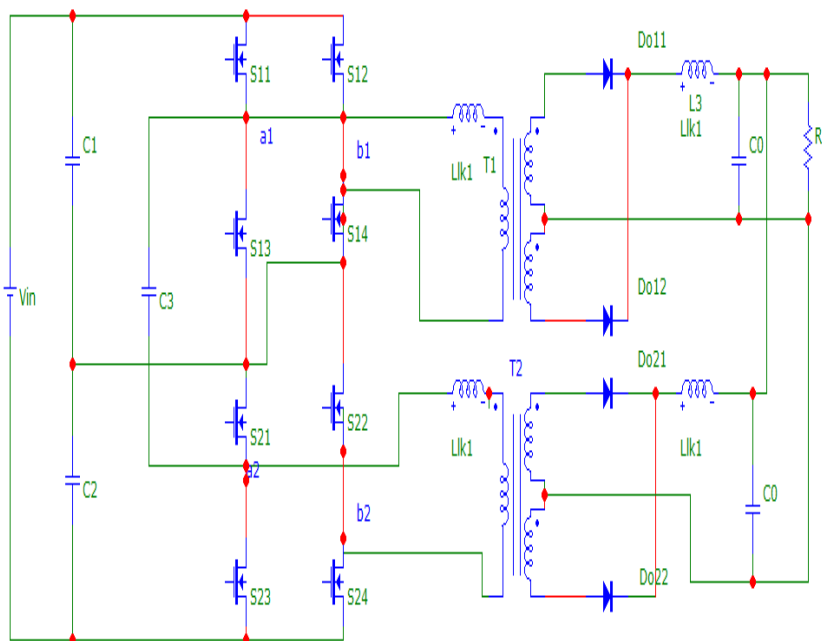 Do11
S11
S12
L3
Llk1
C1
a1
b1
Llk1
T1
C0
R
S13
S14
Vin
C3
Do12
Do21
T2
S21
S22
Llk1
Llk1
a2
C2
C0
b2
S23
S24
Do22